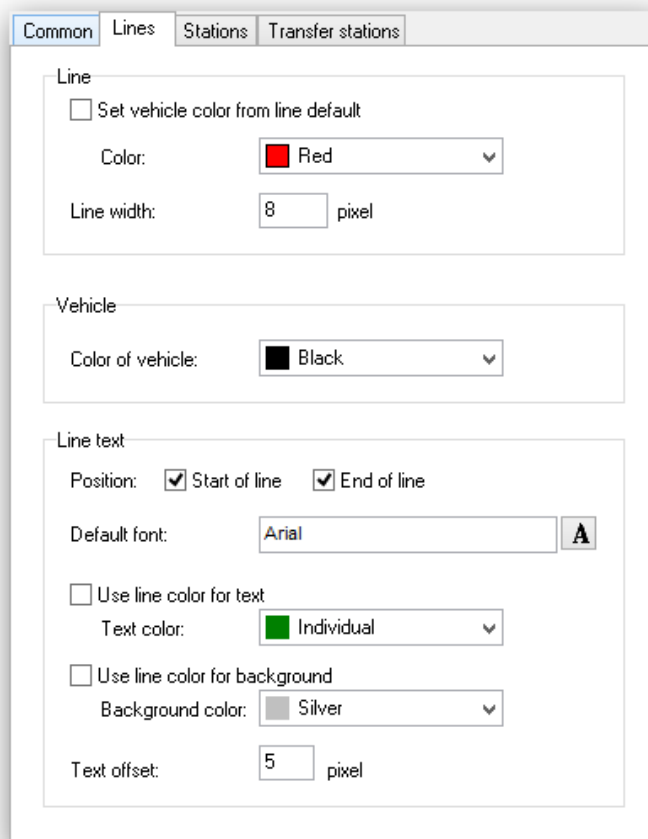 Common Lines Stations Transfer stations
Line
Set vehicle color from line default
Color: Red
Line width: 8 pixel
Vehicle
Color of vehicle: Black
Line text
Position: Start of line End of line
Default font: Arial A
Use line color for text
Text color: Individual
Use line color for background
Background color: Silver
Text offset: 5 pixel